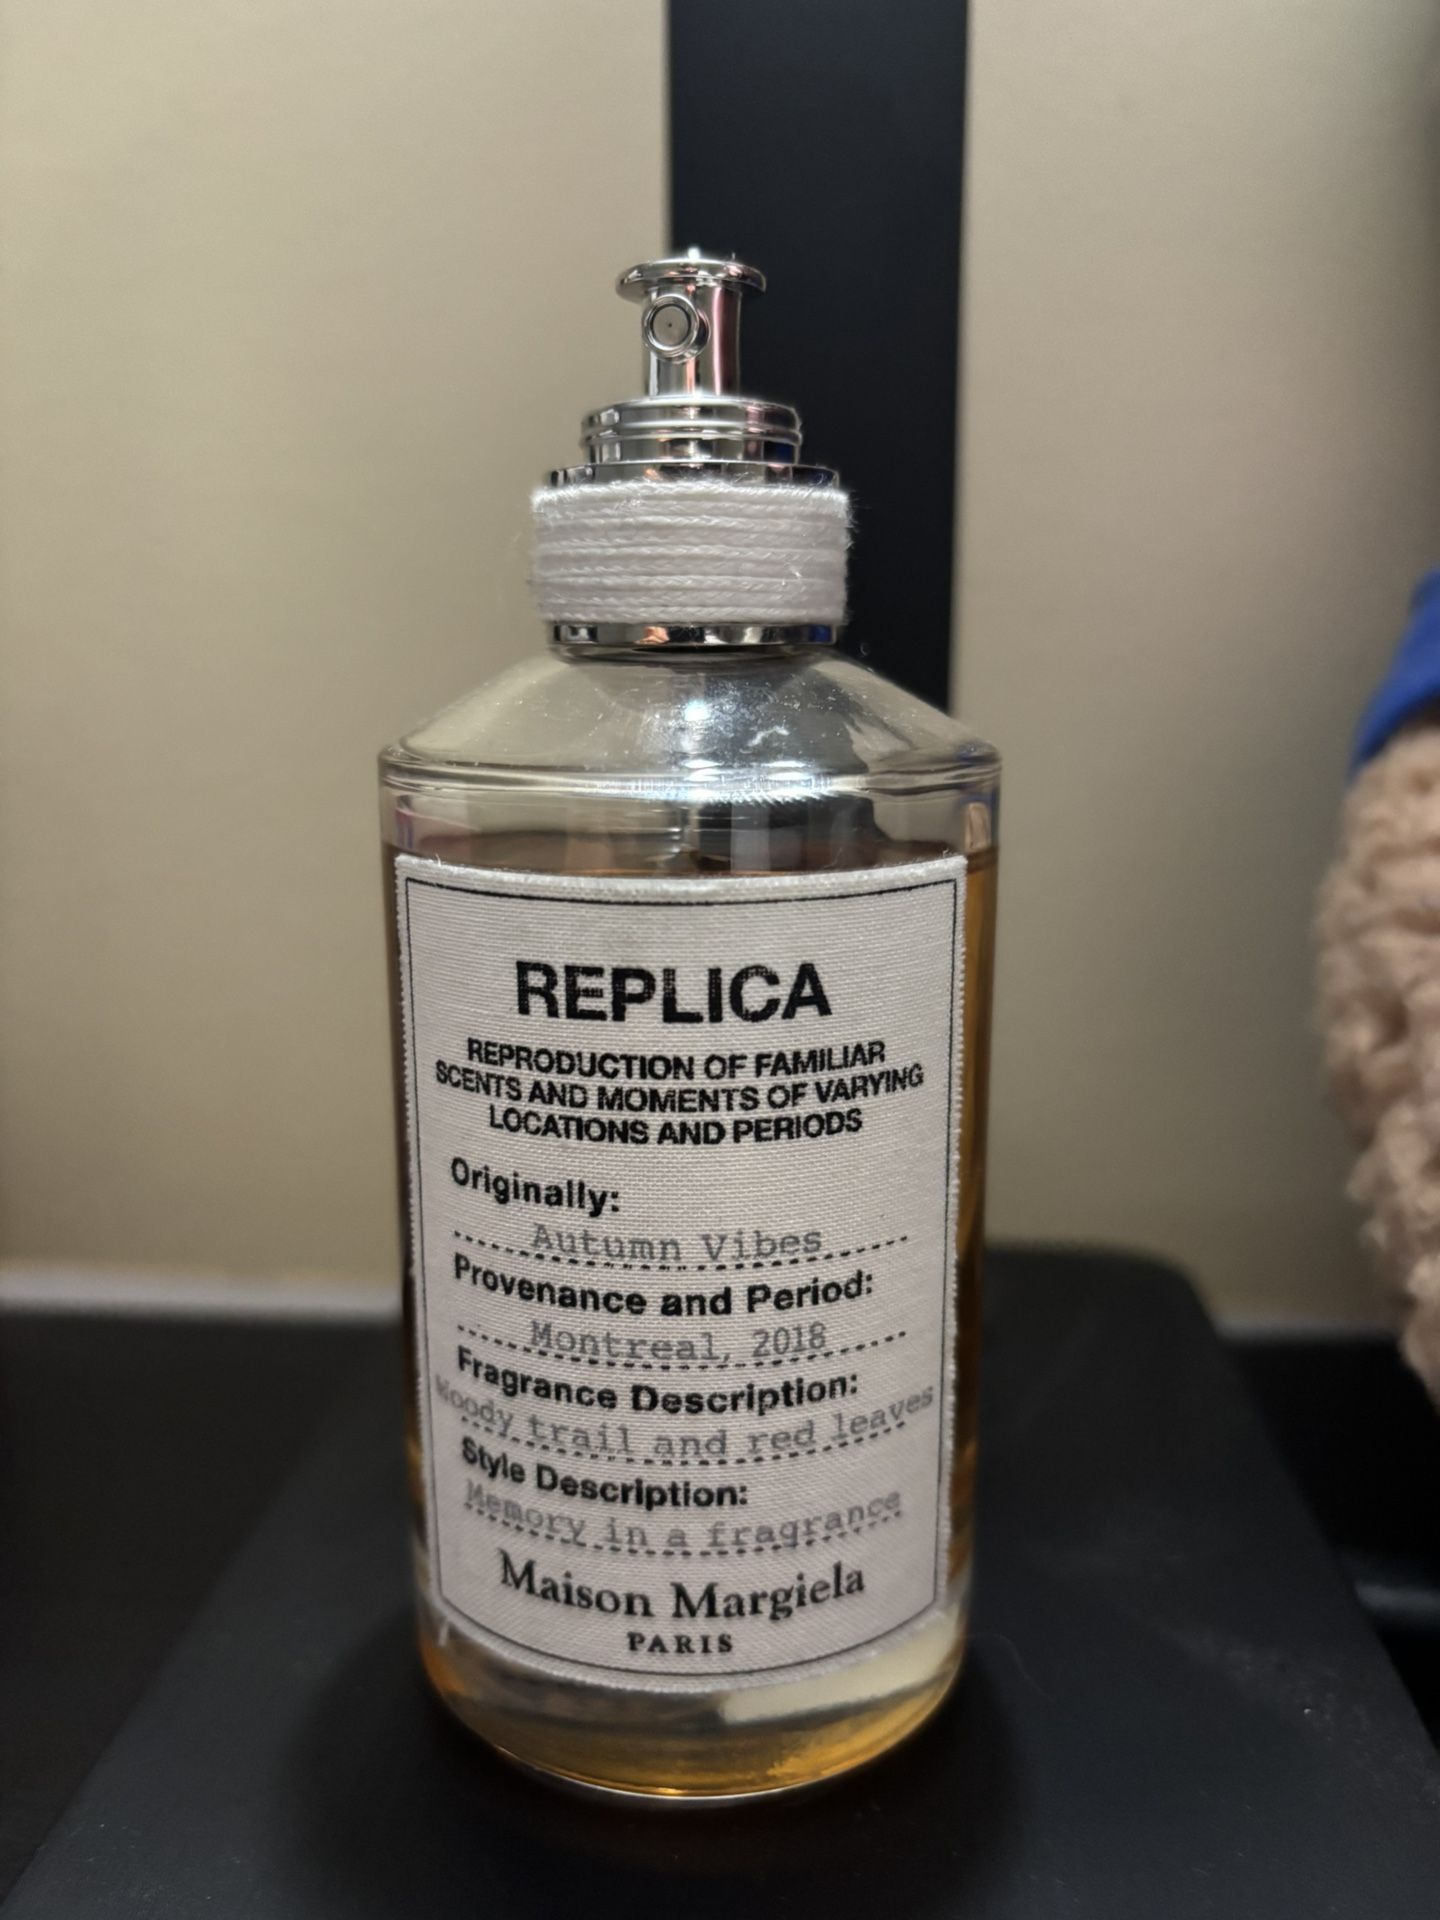 REPLICA
REPRODUCTION OF FAMILIAR
SCENTS AND MOMENTS OF VARYING
LOCATIONS AND PERIODS
Originally:
Autumn Vibes
Provenance and Period:
Montreal, 2018
Fragrance Description:
Woody trail and red leaves
Style Description:
Memory in a fragrance
Maison Margiela
PARIS